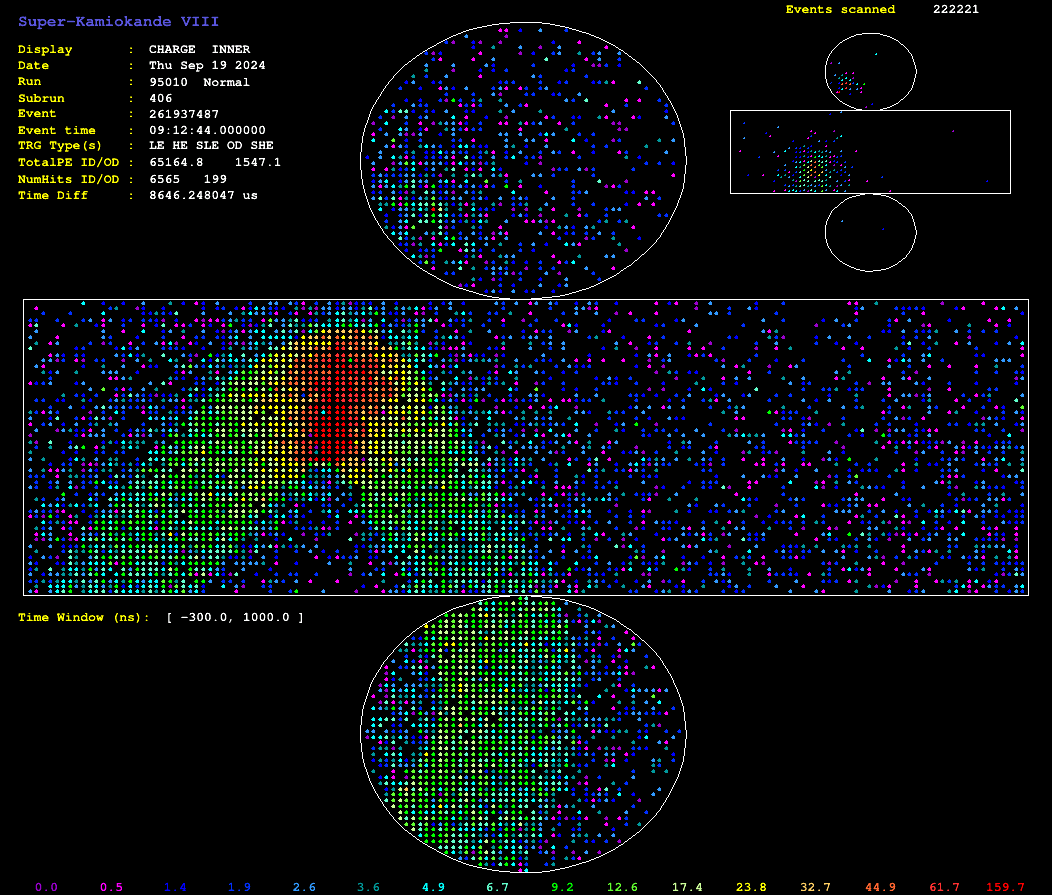 Super-Kamiokande VIII
Events scanned 222221
Display : CHARGE INNER
Date : Thu Sep 19 2024
Run : 95010 Normal
Subrun : 406
Event : 261937487
Event time : 09:12:44.000000
TRG Type(s) : LE HE SLE OD SHE
TotalPE ID/OD : 65164.8 1547.1
NumHits ID/OD : 6565 199
Time Diff : 8646.248047 us
Time Window (ns): [ -300.0, 1000.0 ]
0.0 0.5 1.4 1.9 2.6 3.6 4.9 6.7 9.2 12.6 17.4 23.8 32.7 44.9 61.7 159.7